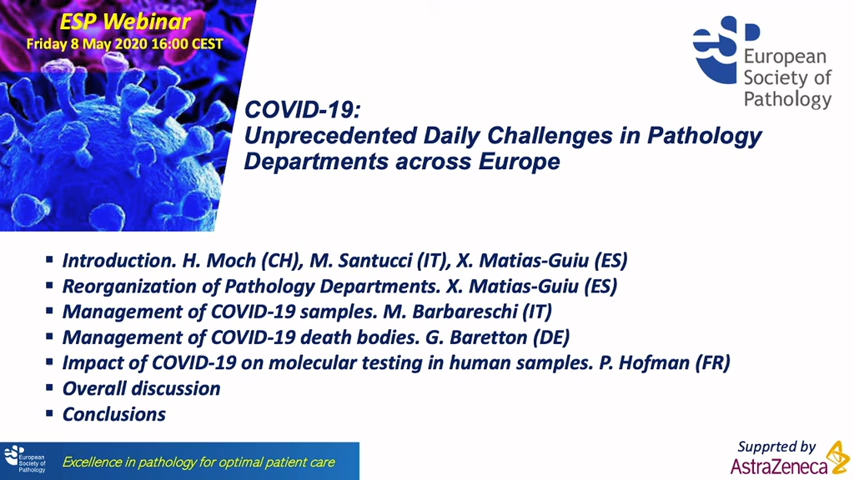 ESP Webinar
Friday 8 May 2020 16:00 CEST
esp
European
Society of
Pathology
COVID-19:
Unprecedented Daily Challenges in Pathology
Departments across Europe
▪ Introduction. H. Moch (CH), M. Santucci (IT), X. Matias-Guiu (ES)
▪ Reorganization of Pathology Departments. X. Matias-Guiu (ES)
▪ Management of COVID-19 samples. M. Barbareschi (IT)
▪ Management of COVID-19 death bodies. G. Baretton (DE)
▪ Impact of COVID-19 on molecular testing in human samples. P. Hofman (FR)
▪ Overall discussion
▪ Conclusions
esp
European
Society of
Pathology
Excellence in pathology for optimal patient care
Supprted by
AstraZeneca